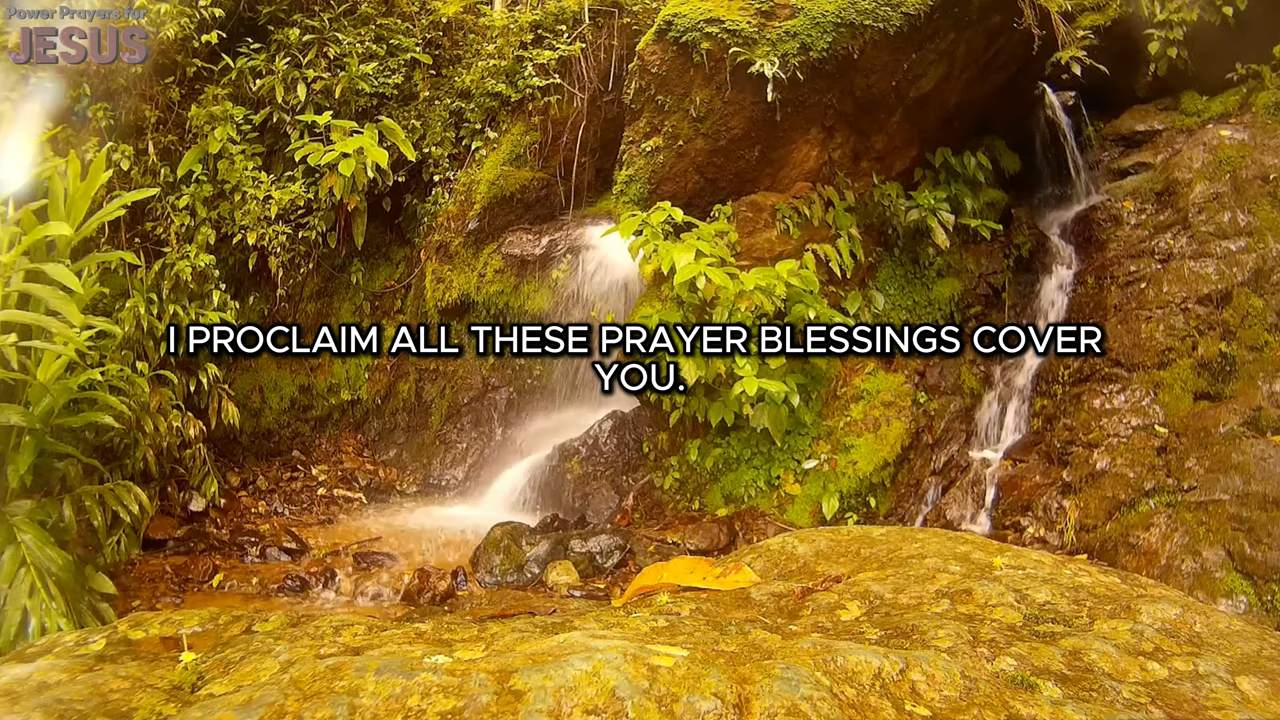 Power Prayers for
JESUS
I PROCLAIM ALL THESE PRAYER BLESSINGS COVER
YOU.